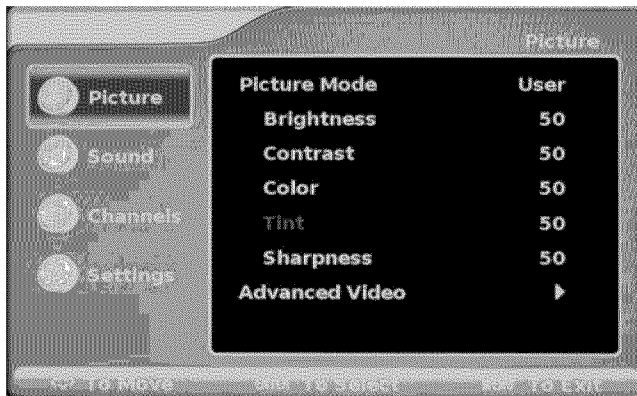 Picture
Picture
Sound
Channels
Settings
Picture Mode User
Brightness 50
Contrast 50
Color 50
Tint 50
Sharpness 50
Advanced Video
To Move To Select To Exit